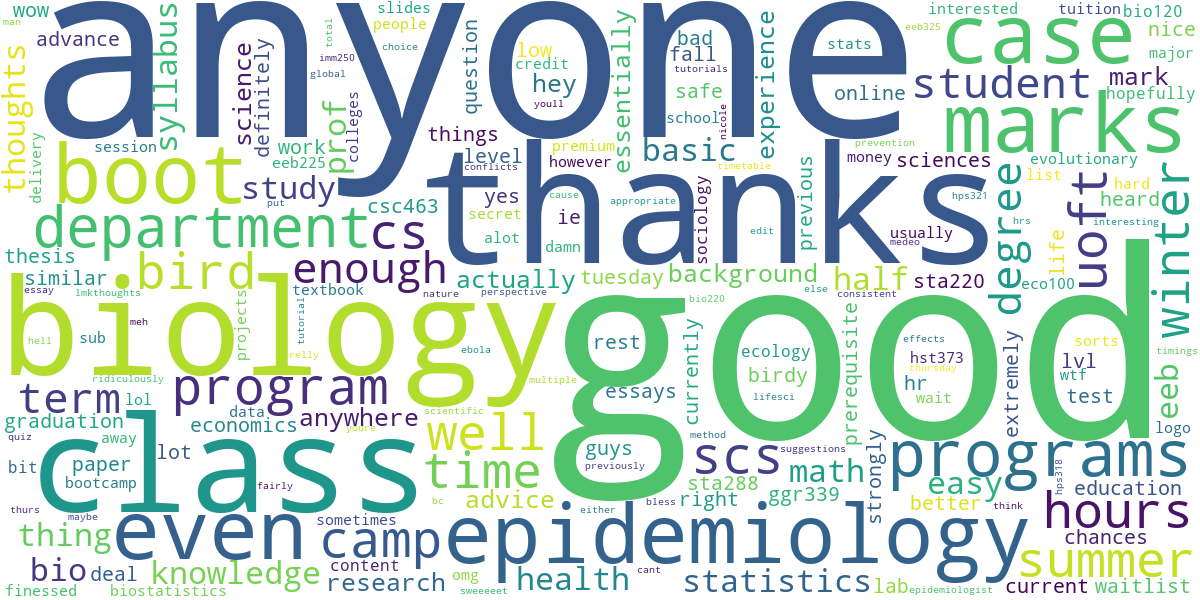 wow
man
advance
slides
people
total
choice
imm250
global
colleges
session
delivery
thoughts
syllabus
science
definitely
anyone
prof
question
low
credit
hey
youll
essentially
bad
fall
tutorials
safe
school
nicole
experience
stats
online
interested
eeb325
tuition
bio120
nice
major
case
student
mark
hopefully
marks
boot
work
eeb225
study
things
level
conflicts
premium
however
basic
timetable
prevention
money
sciences
evolutionary
list
hard
heard
interesting
department
cs
csc463
thanks
yes
secret
alot
ie
cause
damn
appropriate
sociology
edit
previous
usually
medeo
hps321
hrs
degree
life
uoft
winter
thesis
similar
essay
lmkthoughts
bird
enough
textbook
actually
nature
perspective
tuesday
background
else
bio220
half
consistent
sta220
eco100
biology
hell
meh
sub
ridiculously
projects
tutorial
relly
ebola
multiple
good
rest
essays
currently
ecology
birdy
lifesci
prerequisite
effects
hst373
thursday
hr
wait
extremely
sorts
lvl
wtf
test
eeb
timings
logo
term
lol
program
data
economics
anywhere
graduation
quiz
away
youre
scientific
class
well
guys
previously
method
scs
suggestions
math
strongly
programs
hps318
education
bit
paper
bootcamp
lot
fairly
time
bc
advice
either
sta288
right
bless
ggr339
easy
better
think
hours
chances
thurs
maybe
thing
even
sometimes
camp
epidemiology
summer
bio
deal
knowledge
content
research
omg
sweeeeet
health
cant
statistics
lab
epidemiologist
current
waitlist
finessed
biostatistics